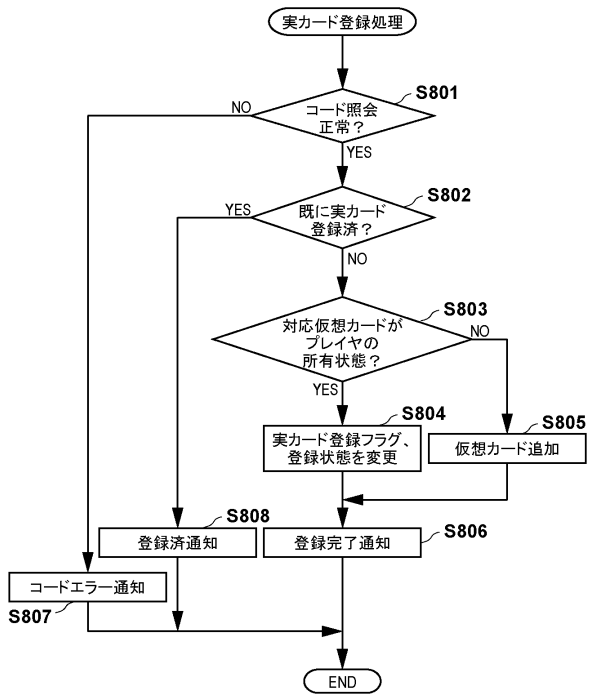 実カード登録処理
S801
コード照会
正常？
NO
YES
S802
既に実カード
登録済？
YES
NO
S803
対応仮想カードが
プレイヤの
所有状態？
NO
YES
S804
実カード登録フラグ、
登録状態を変更
S805
仮想カード追加
S808
登録済通知
S806
登録完了通知
コードエラー通知
S807
END